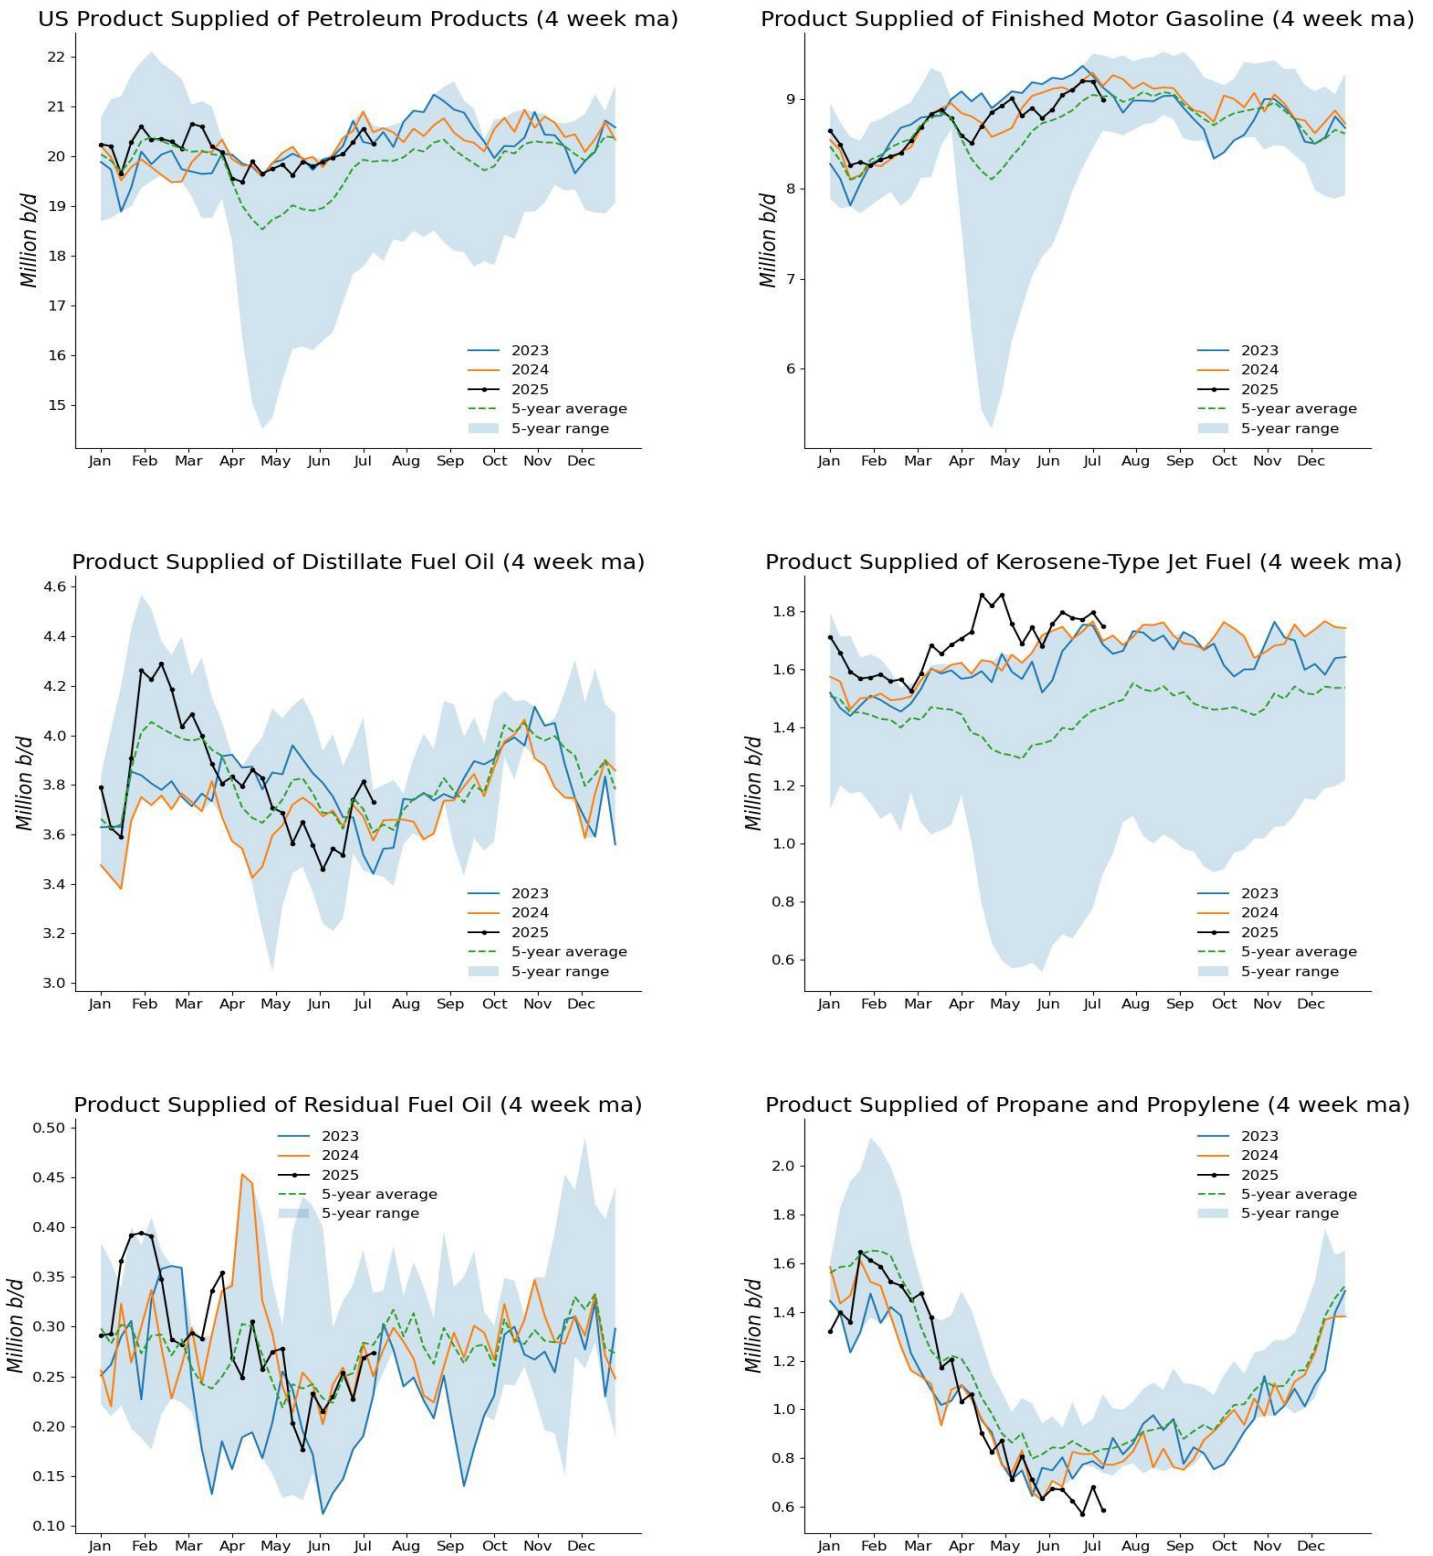 US Product Supplied of Petroleum Products (4 week ma)
Million b/d
22
21
20
19
18
17
16
15
2023
2024
2025
5-year average
5-year range
Jan Feb Mar Apr May Jun Jul Aug Sep Oct Nov Dec
Product Supplied of Finished Motor Gasoline (4 week ma)
Million b/d
9
8
7
6
2023
2024
2025
5-year average
5-year range
Jan Feb Mar Apr May Jun Jul Aug Sep Oct Nov Dec
Product Supplied of Distillate Fuel Oil (4 week ma)
Million b/d
4.6
4.4
4.2
4.0
3.8
3.6
3.4
3.2
3.0
2023
2024
2025
5-year average
5-year range
Jan Feb Mar Apr May Jun Jul Aug Sep Oct Nov Dec
Product Supplied of Kerosene-Type Jet Fuel (4 week ma)
Million b/d
1.8
1.6
1.4
1.2
1.0
0.8
0.6
2023
2024
2025
5-year average
5-year range
Jan Feb Mar Apr May Jun Jul Aug Sep Oct Nov Dec
Product Supplied of Residual Fuel Oil (4 week ma)
Million b/d
0.50
0.45
0.40
0.35
0.30
0.25
0.20
0.15
0.10
2023
2024
2025
5-year average
5-year range
Jan Feb Mar Apr May Jun Jul Aug Sep Oct Nov Dec
Product Supplied of Propane and Propylene (4 week ma)
Million b/d
2.0
1.8
1.6
1.4
1.2
1.0
0.8
0.6
2023
2024
2025
5-year average
5-year range
Jan Feb Mar Apr May Jun Jul Aug Sep Oct Nov Dec